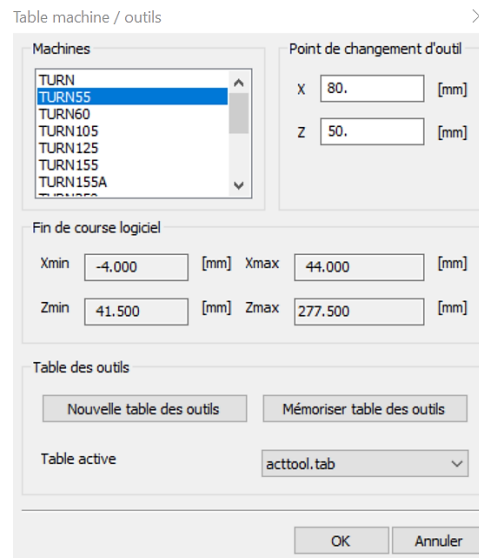 Table machine / outils
Machines
TURN
TURN55
TURN60
TURN105
TURN125
TURN155
TURN155A
Point de changement d'outil
X 80. [mm]
Z 50. [mm]
Fin de course logiciel
Xmin -4.000 [mm] Xmax 44.000 [mm]
Zmin 41.500 [mm] Zmax 277.500 [mm]
Table des outils
Nouvelle table des outils Mémoriser table des outils
Table active acttool.tab
OK Annuler